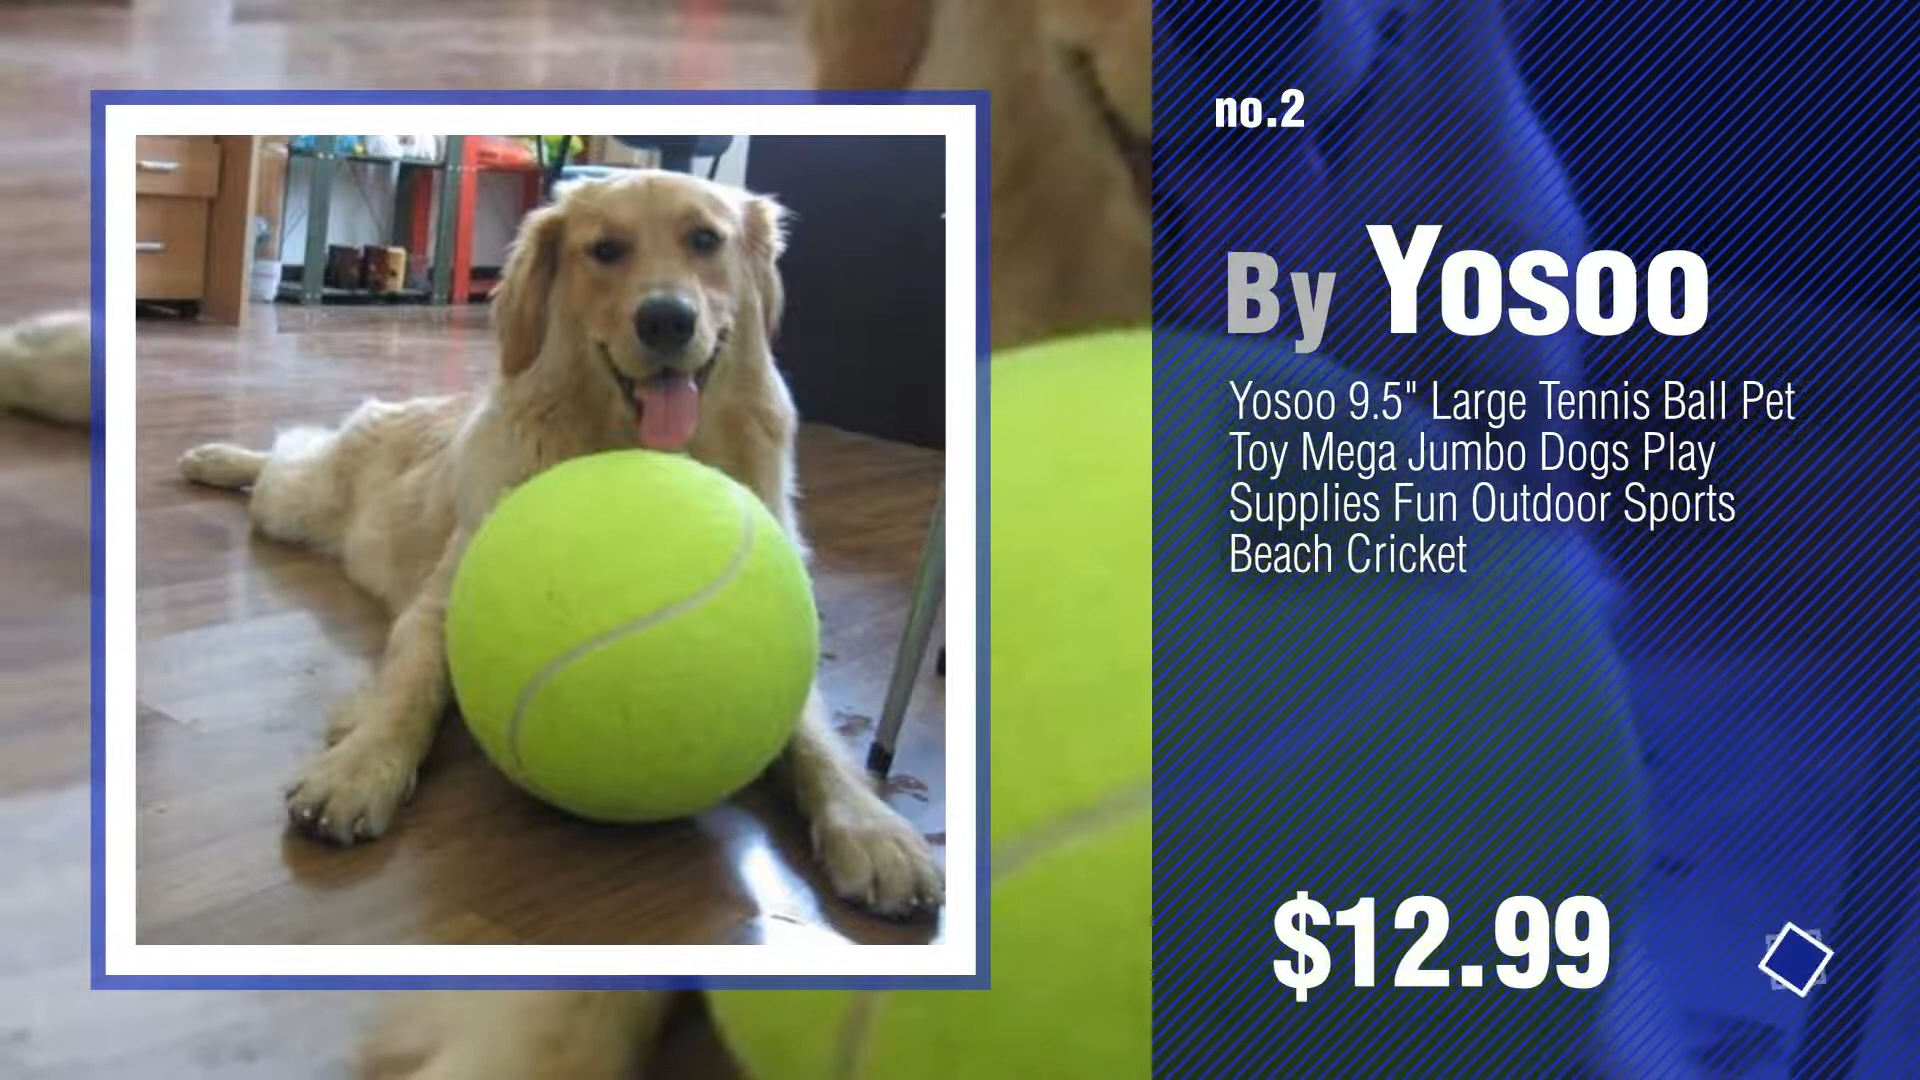 no.2
By Yosoo
Yosoo 9.5" Large Tennis Ball Pet
Toy Mega Jumbo Dogs Play
Supplies Fun Outdoor Sports
Beach Cricket
$12.99